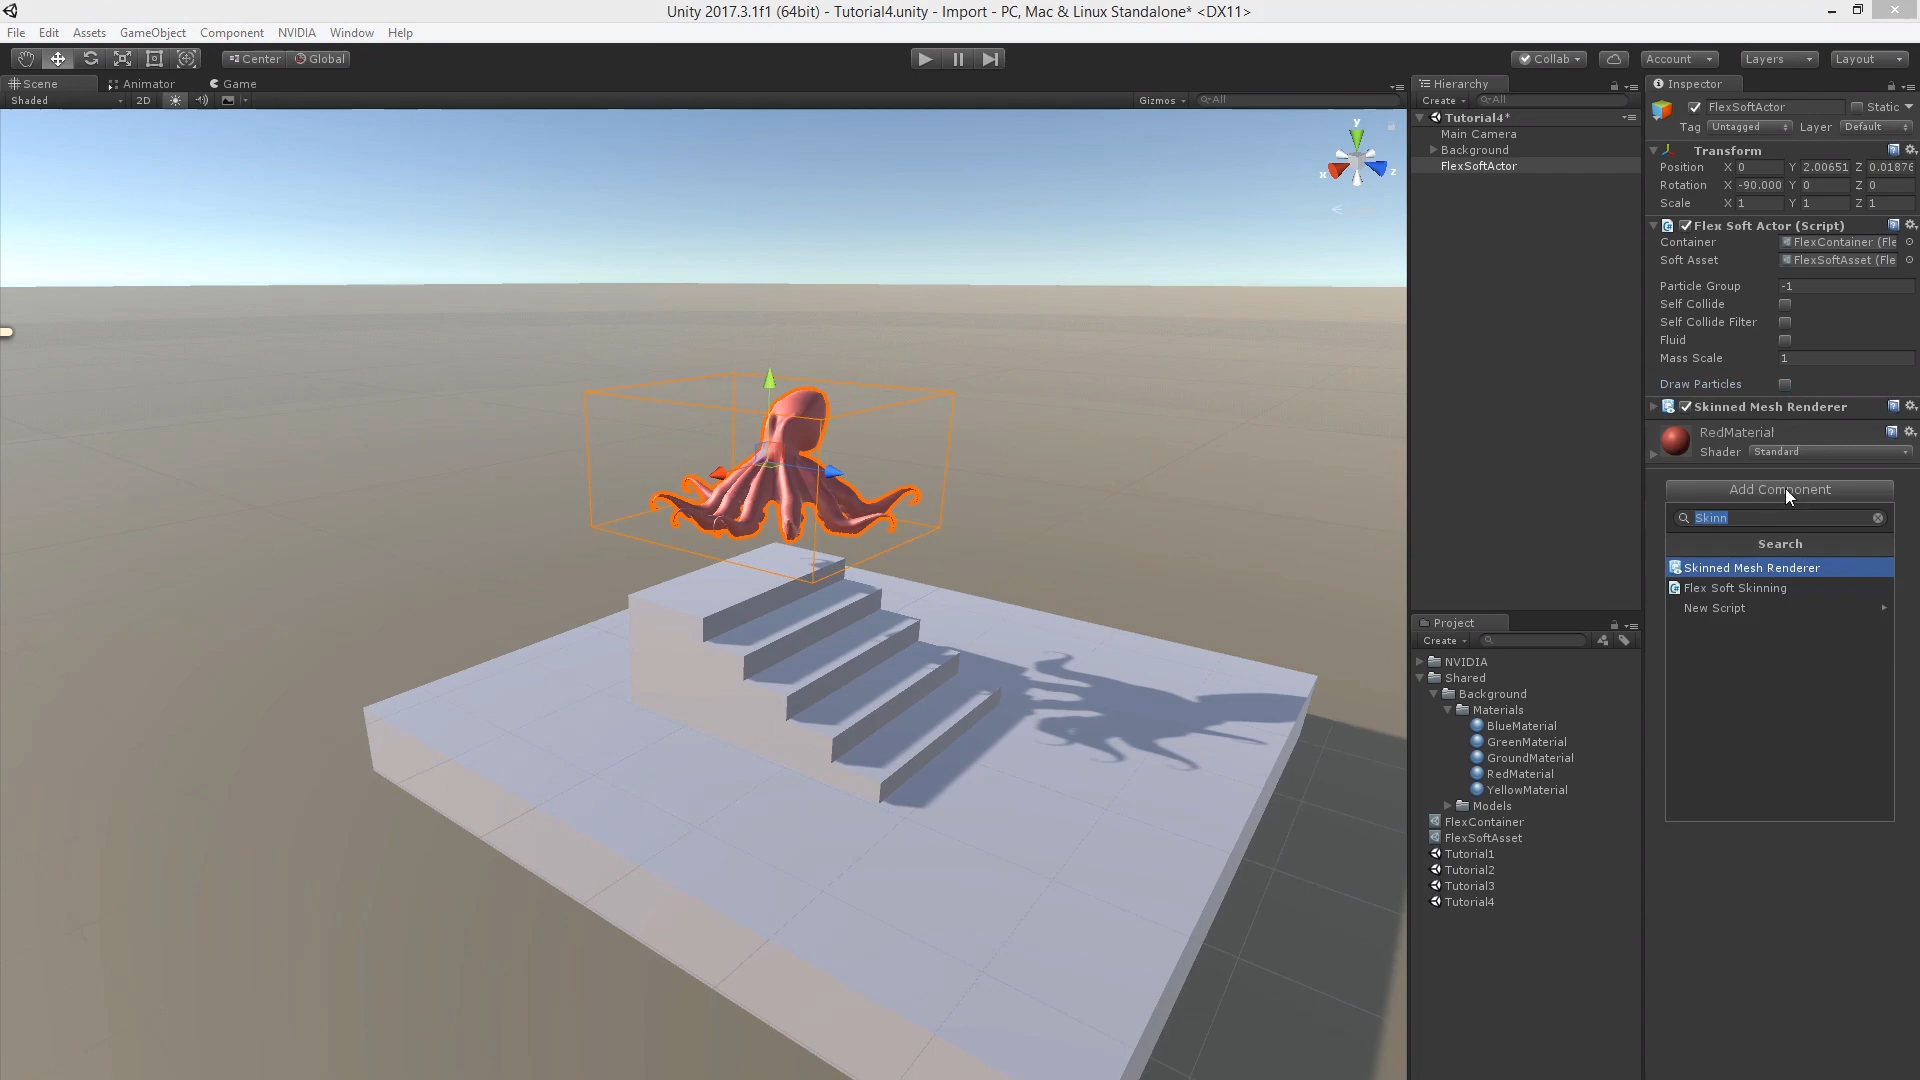 Unity 2017.3.1f1 (64bit) - Tutorial4.unity - Import - PC, Mac & Linux Standalone* <DX11>
File Edit Assets GameObject Component NVIDIA Window Help
Center Global
Collab Account Layers Layout
Scene Animator Game
Shaded 2D Gizmos All
y
x z
Hierarchy
Create All
Tutorial4*
Main Camera
Background
FlexSoftActor
Project
Create
NVIDIA
Shared
Background
Materials
BlueMaterial
GreenMaterial
GroundMaterial
RedMaterial
YellowMaterial
Models
FlexContainer
FlexSoftAsset
Tutorial1
Tutorial2
Tutorial3
Tutorial4
Inspector
FlexSoftActor Static
Tag Untagged Layer Default
Transform
Position X 0 Y 2.00651 Z 0.01876
Rotation X -90.000 Y 0 Z 0
Scale X 1 Y 1 Z 1
Flex Soft Actor (Script)
Container FlexContainer (Fle
Soft Asset FlexSoftAsset (Fle
Particle Group -1
Self Collide
Self Collide Filter
Fluid
Mass Scale 1
Draw Particles
Skinned Mesh Renderer
RedMaterial
Shader Standard
Add Component
Skinn
Search
Skinned Mesh Renderer
Flex Soft Skinning
New Script